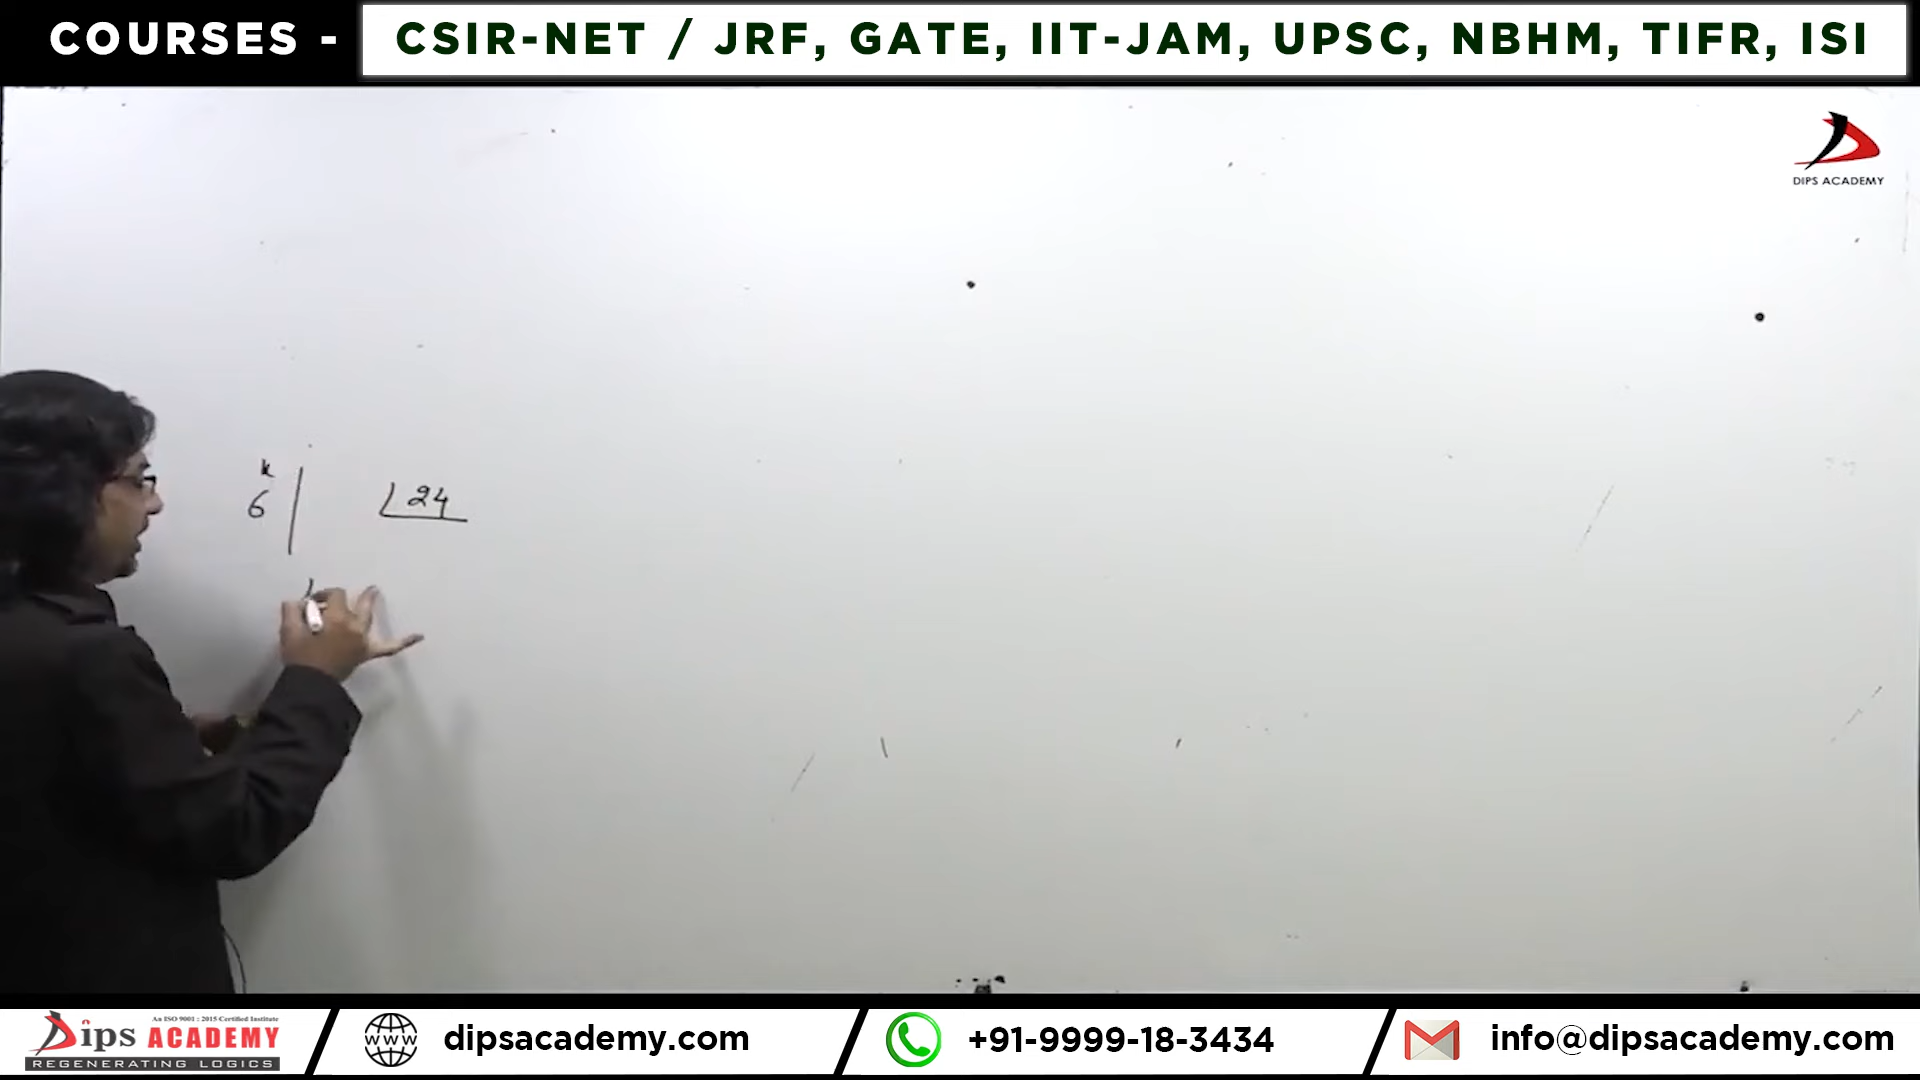 COURSES - CSIR-NET / JRF, GATE, IIT-JAM, UPSC, NBHM, TIFR, ISI
DIPS ACADEMY
k
6 | ⌊24
An ISO 9001 : 2015 Certified Institute
Dips ACADEMY
REGENERATING LOGICS
WWW
dipsacademy.com
+91-9999-18-3434
info@dipsacademy.com